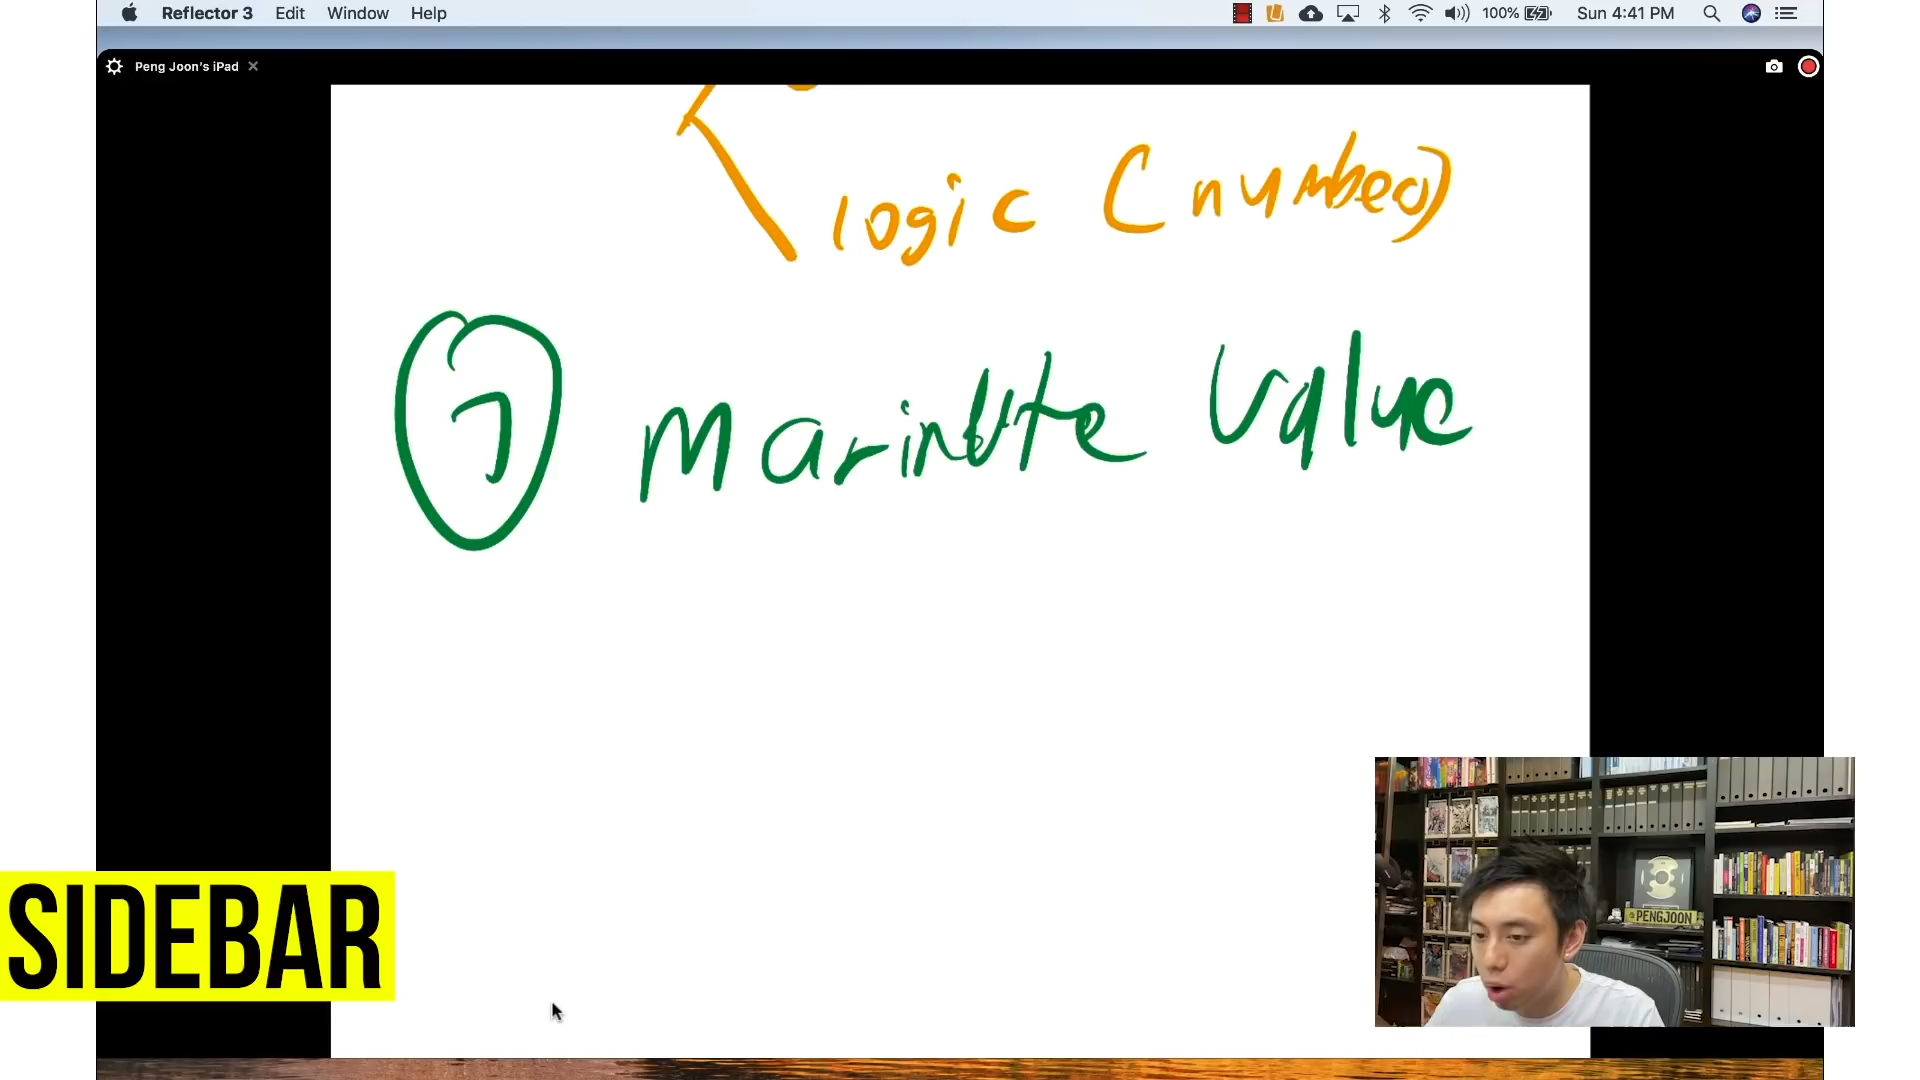 Reflector 3 Edit Window Help 100% Sun 4:41 PM
Peng Joon's iPad
logic (numbers)
7 Marinate Value
SIDEBAR
PENGJOON